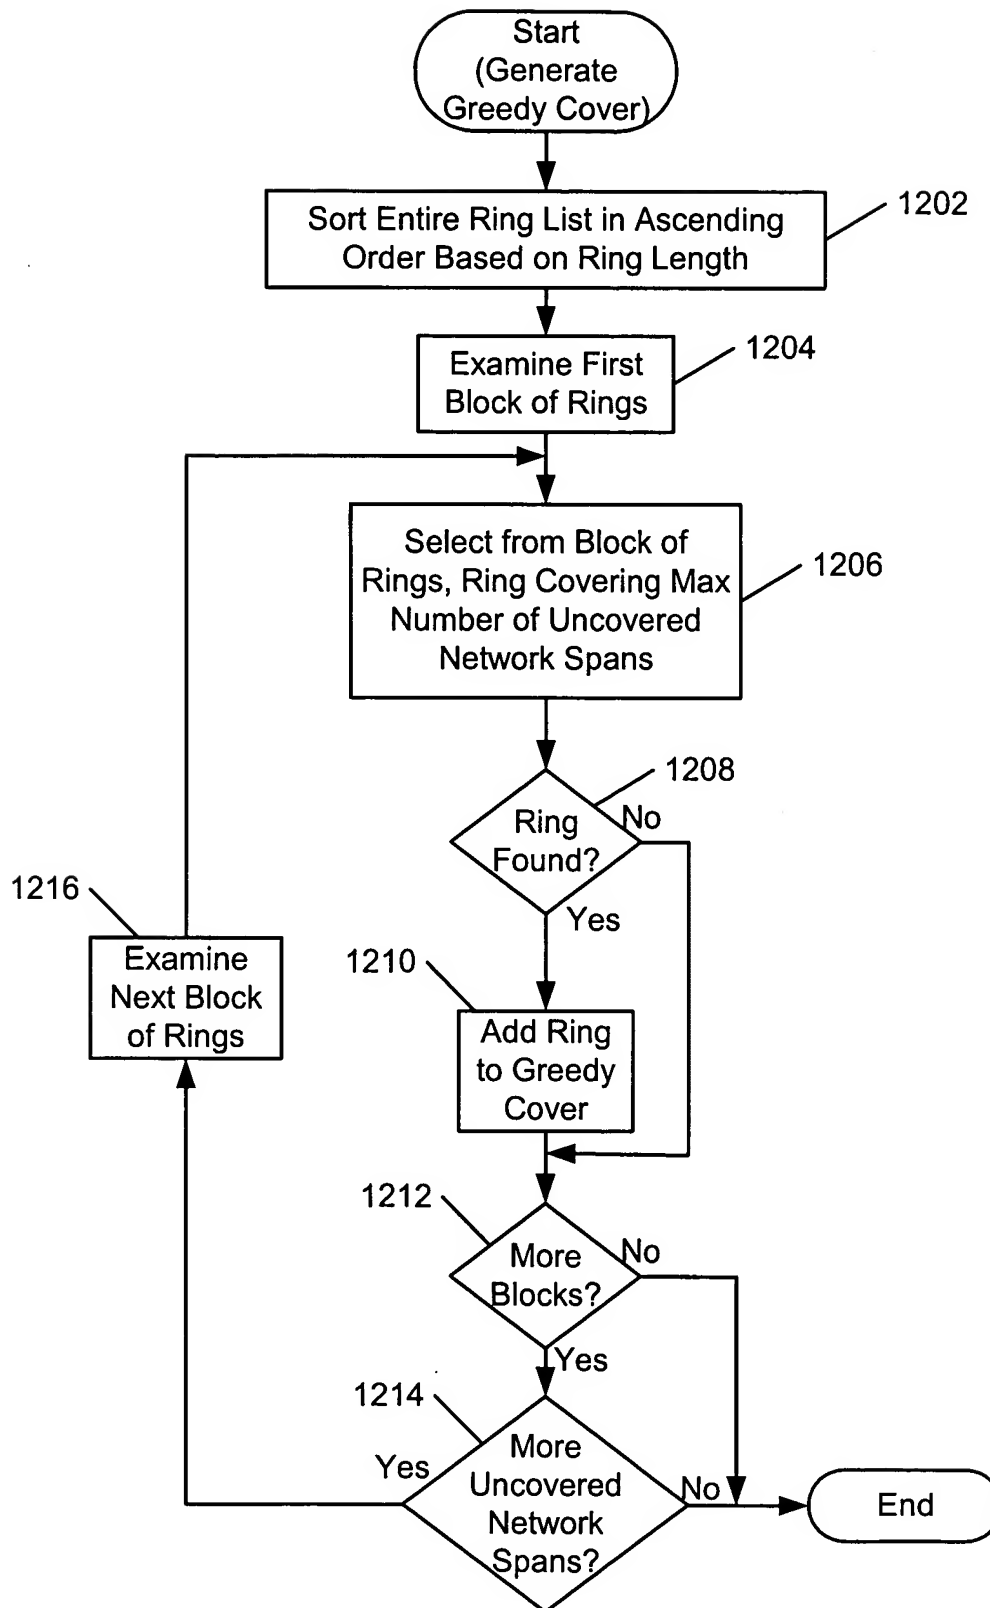 Start
(Generate
Greedy Cover)
Sort Entire Ring List in Ascending
Order Based on Ring Length
1202
Examine First
Block of Rings
1204
Select from Block of
Rings, Ring Covering Max
Number of Uncovered
Network Spans
1206
Ring
Found?
1208
No
Yes
1216
Examine
Next Block
of Rings
1210
Add Ring
to Greedy
Cover
1212
More
Blocks?
No
Yes
1214
More
Uncovered
Network
Spans?
Yes
No
End